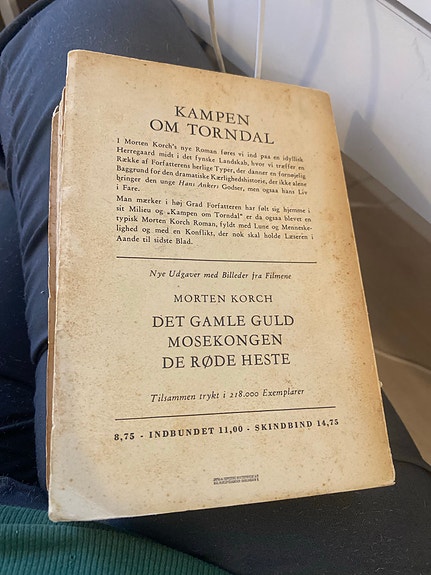 KAMPEN
OM TORNDAL
I Morten Korch's nye Roman føres vi ind paa en idyllisk
Herregaard midt i det fynske Landskab, hvor vi træffer en
Række af Forfatterens herlige Typer, der danner en fornøjelig
Baggrund for den dramatiske Kærlighedshistorie, der ikke alene
bringer den unge Hans Ankers Godser, men ogsaa hans Liv
i Fare.
Man mærker i høj Grad Forfatteren har følt sig hjemme i
sit Milieu og „Kampen om Torndal“ er da ogsaa blevet en
typisk Morten Korch Roman, fyldt med Lune og Menneske-
lighed og med en Konflikt, der nok skal holde Læseren i
Aande til sidste Blad.
Nye Udgaver med Billeder fra Filmene
MORTEN KORCH
DET GAMLE GULD
MOSEKONGEN
DE RØDE HESTE
Tilsammen trykt i 218.000 Exemplarer
8,75 - INDBUNDET 11,00 - SKINDBIND 14,75